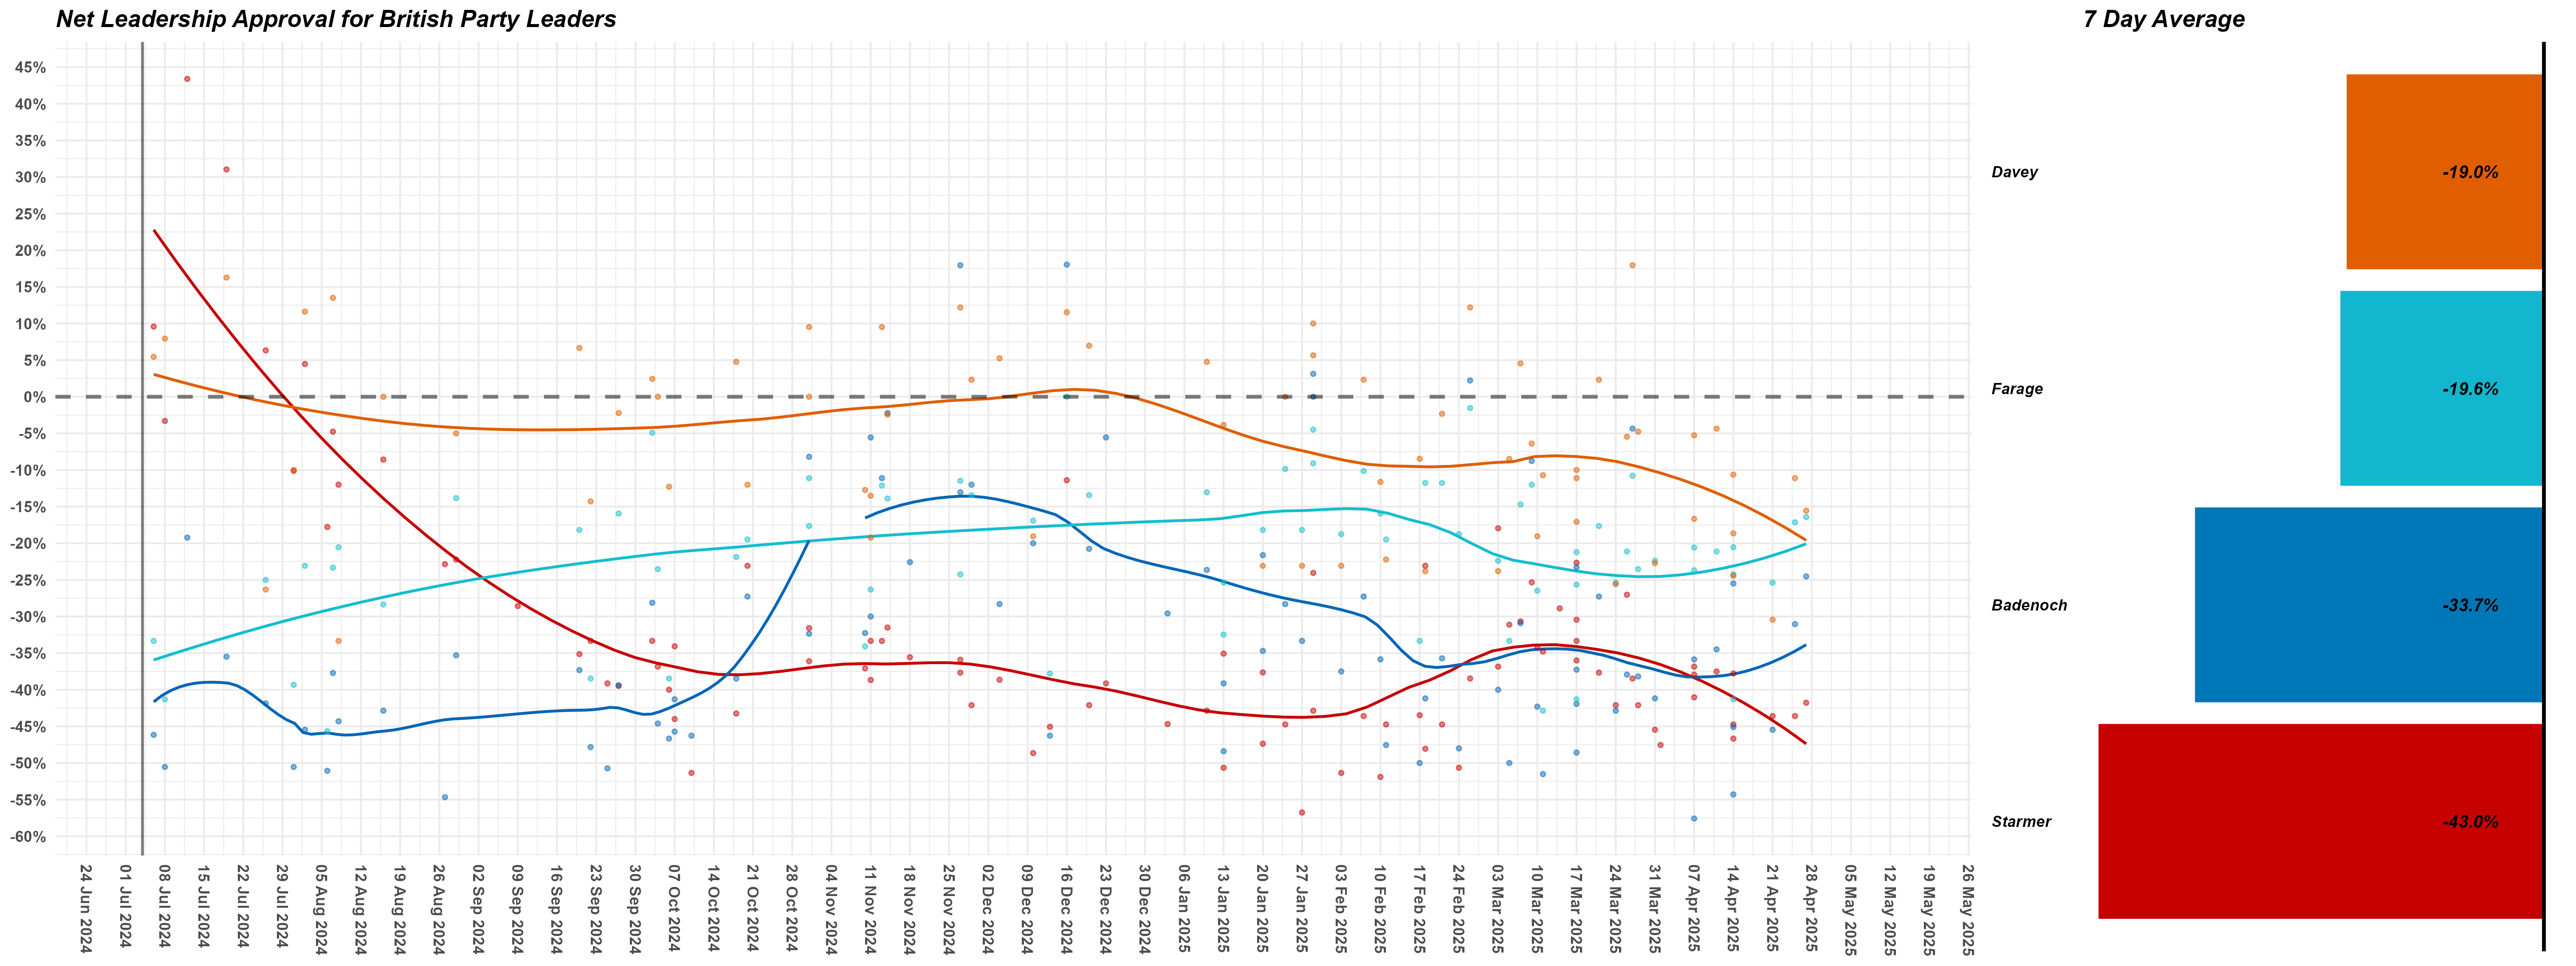 Net Leadership Approval for British Party Leaders
7 Day Average
45%
40%
35%
30%
25%
20%
15%
10%
5%
0%
-5%
-10%
-15%
-20%
-25%
-30%
-35%
-40%
-45%
-50%
-55%
-60%
24 Jun 2024
01 Jul 2024
08 Jul 2024
15 Jul 2024
22 Jul 2024
29 Jul 2024
05 Aug 2024
12 Aug 2024
19 Aug 2024
26 Aug 2024
02 Sep 2024
09 Sep 2024
16 Sep 2024
23 Sep 2024
30 Sep 2024
07 Oct 2024
14 Oct 2024
21 Oct 2024
28 Oct 2024
04 Nov 2024
11 Nov 2024
18 Nov 2024
25 Nov 2024
02 Dec 2024
09 Dec 2024
16 Dec 2024
23 Dec 2024
30 Dec 2024
06 Jan 2025
13 Jan 2025
20 Jan 2025
27 Jan 2025
03 Feb 2025
10 Feb 2025
17 Feb 2025
24 Feb 2025
03 Mar 2025
10 Mar 2025
17 Mar 2025
24 Mar 2025
31 Mar 2025
07 Apr 2025
14 Apr 2025
21 Apr 2025
28 Apr 2025
05 May 2025
12 May 2025
19 May 2025
26 May 2025
Davey -19.0%
Farage -19.6%
Badenoch -33.7%
Starmer -43.0%